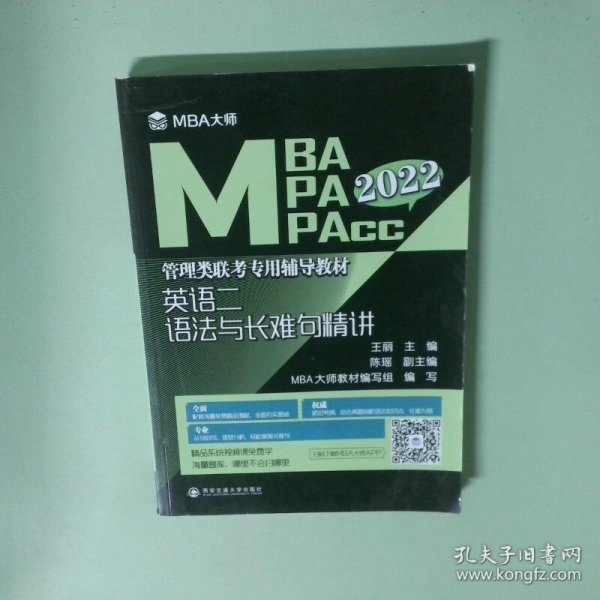 MBA大师
MBA
MPA
MPAcc
2022
管理类联考专用辅导教材
英语二
语法与长难句精讲
王丽 主 编
陈瑶 副主编
MBA大师教材编写组 编 写
全面
权威
专业
精品系统视频课免费学
海量题库，哪里不会扫哪里
扫码下载MBA大师APP
西安交通大学出版社
孔夫子旧书网
www.kongfz.com